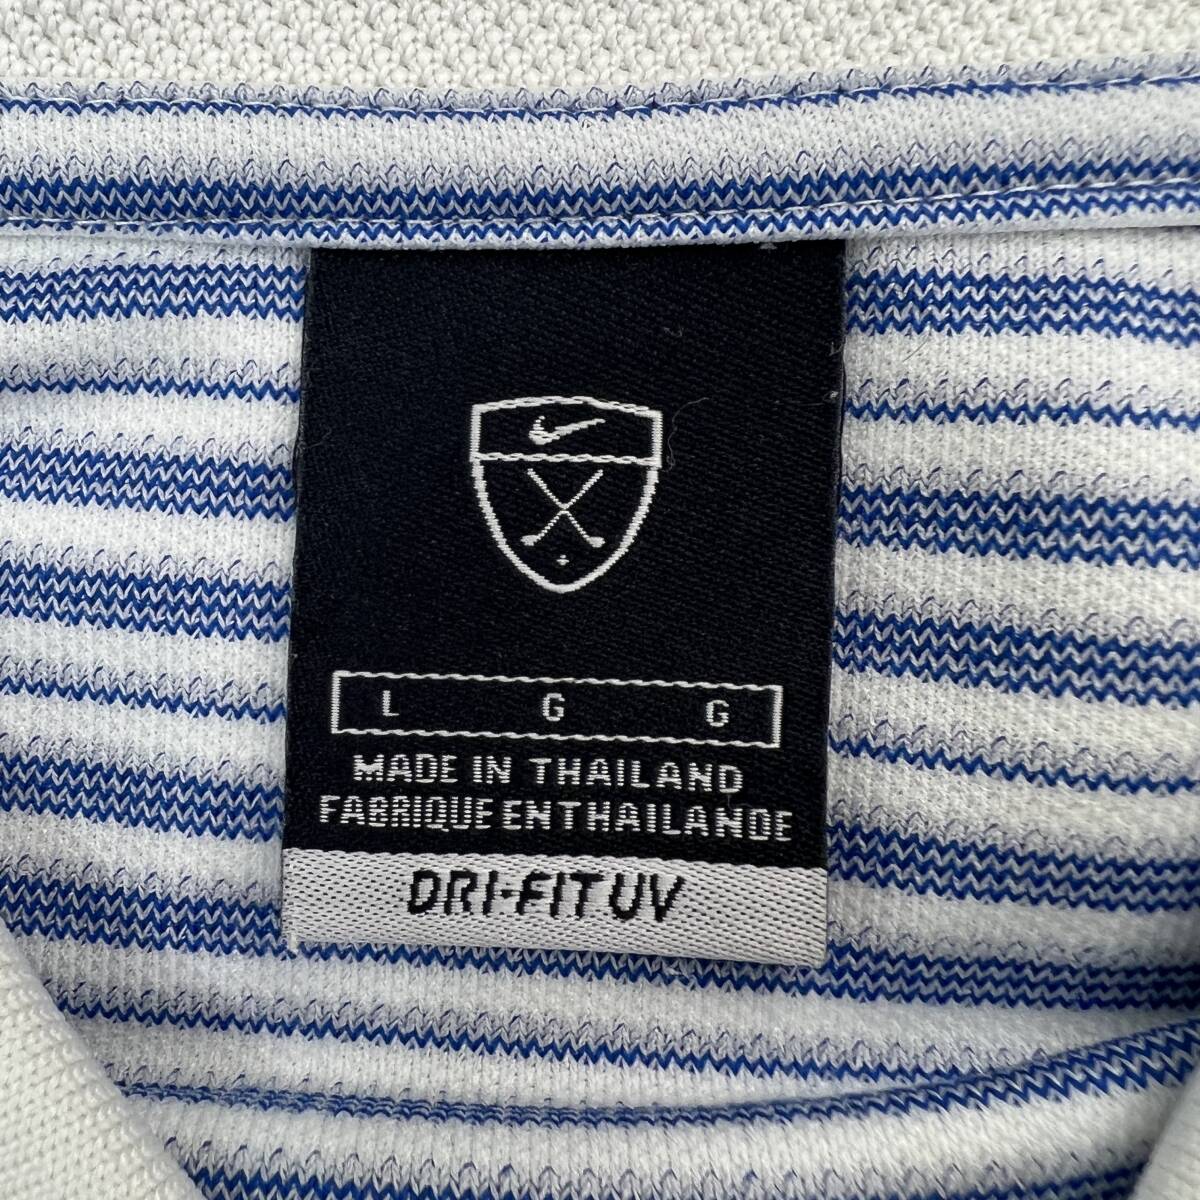 L G G
MADE IN THAILAND
FABRIQUE EN THAILANDE
DRI-FIT UV